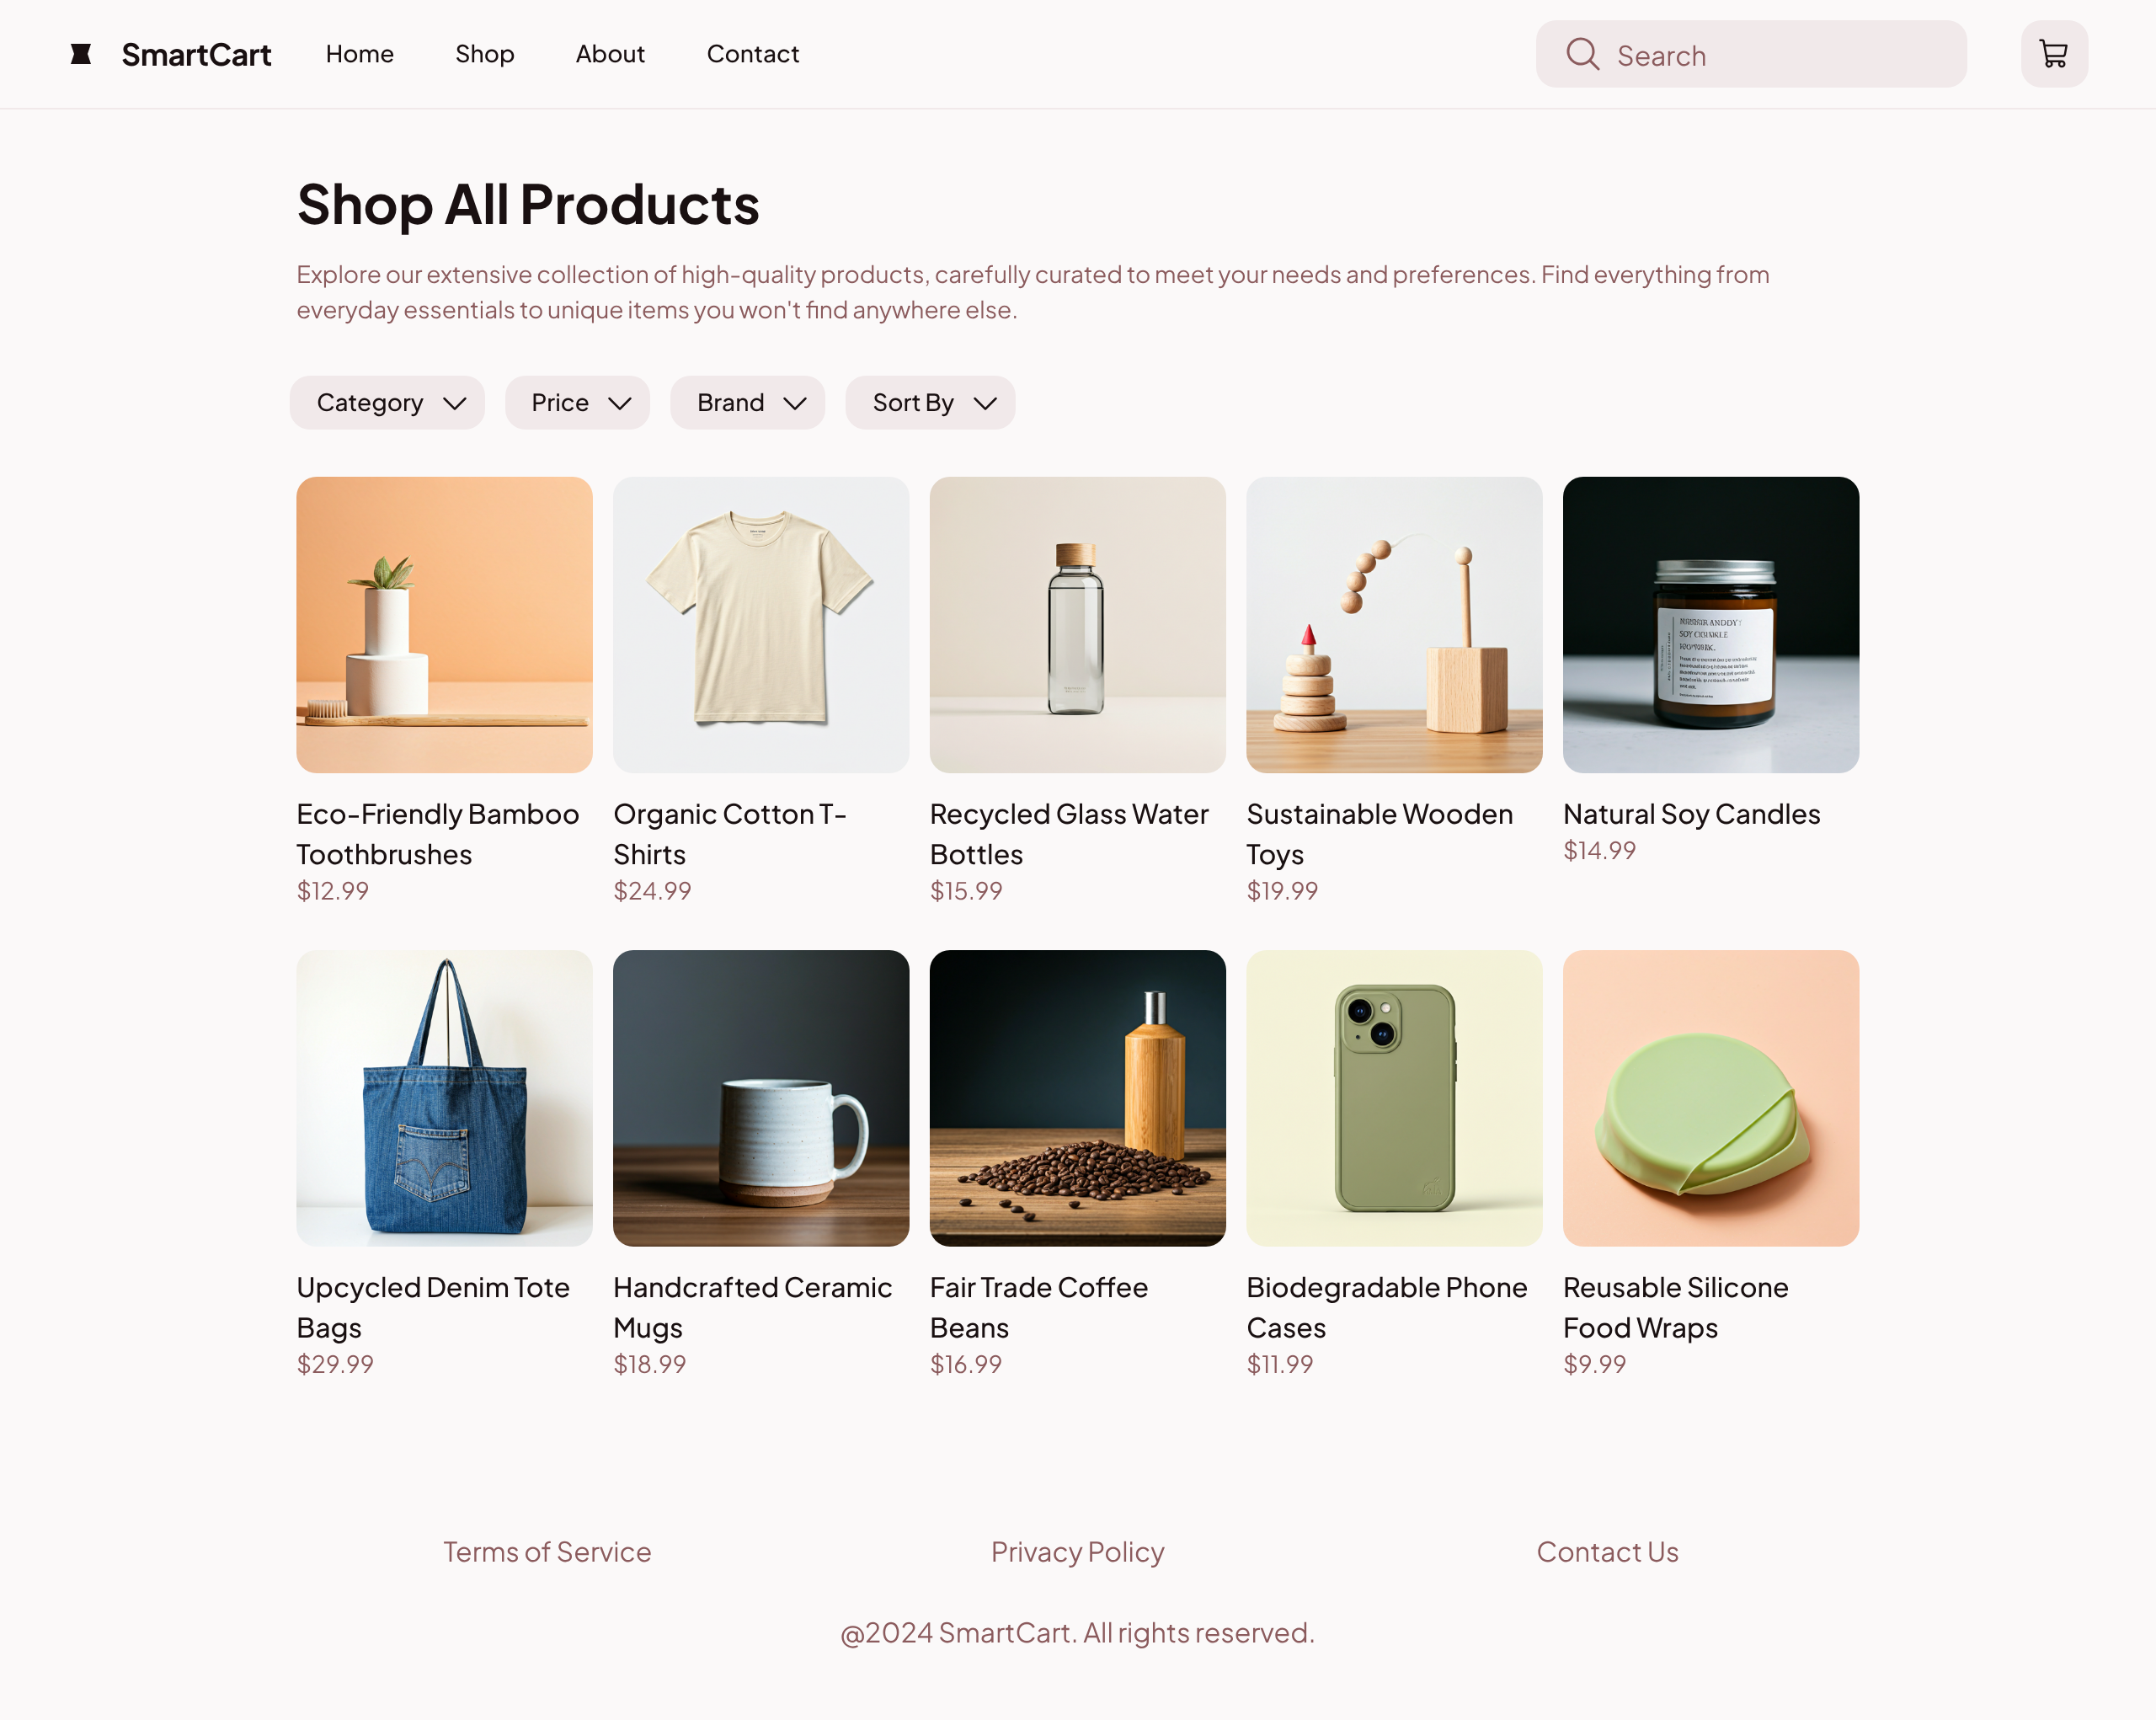 SmartCart
Home
Shop
About
Contact
Search
Shop All Products
Explore our extensive collection of high-quality products, carefully curated to meet your needs and preferences. Find everything from
everyday essentials to unique items you won't find anywhere else.
Category
Price
Brand
Sort By
Eco-Friendly Bamboo
Toothbrushes
$12.99
Organic Cotton T-
Shirts
$24.99
Recycled Glass Water
Bottles
$15.99
Sustainable Wooden
Toys
$19.99
Natural Soy Candles
$14.99
Upcycled Denim Tote
Bags
$29.99
Handcrafted Ceramic
Mugs
$18.99
Fair Trade Coffee
Beans
$16.99
Biodegradable Phone
Cases
$11.99
Reusable Silicone
Food Wraps
$9.99
Terms of Service
Privacy Policy
Contact Us
@2024 SmartCart. All rights reserved.